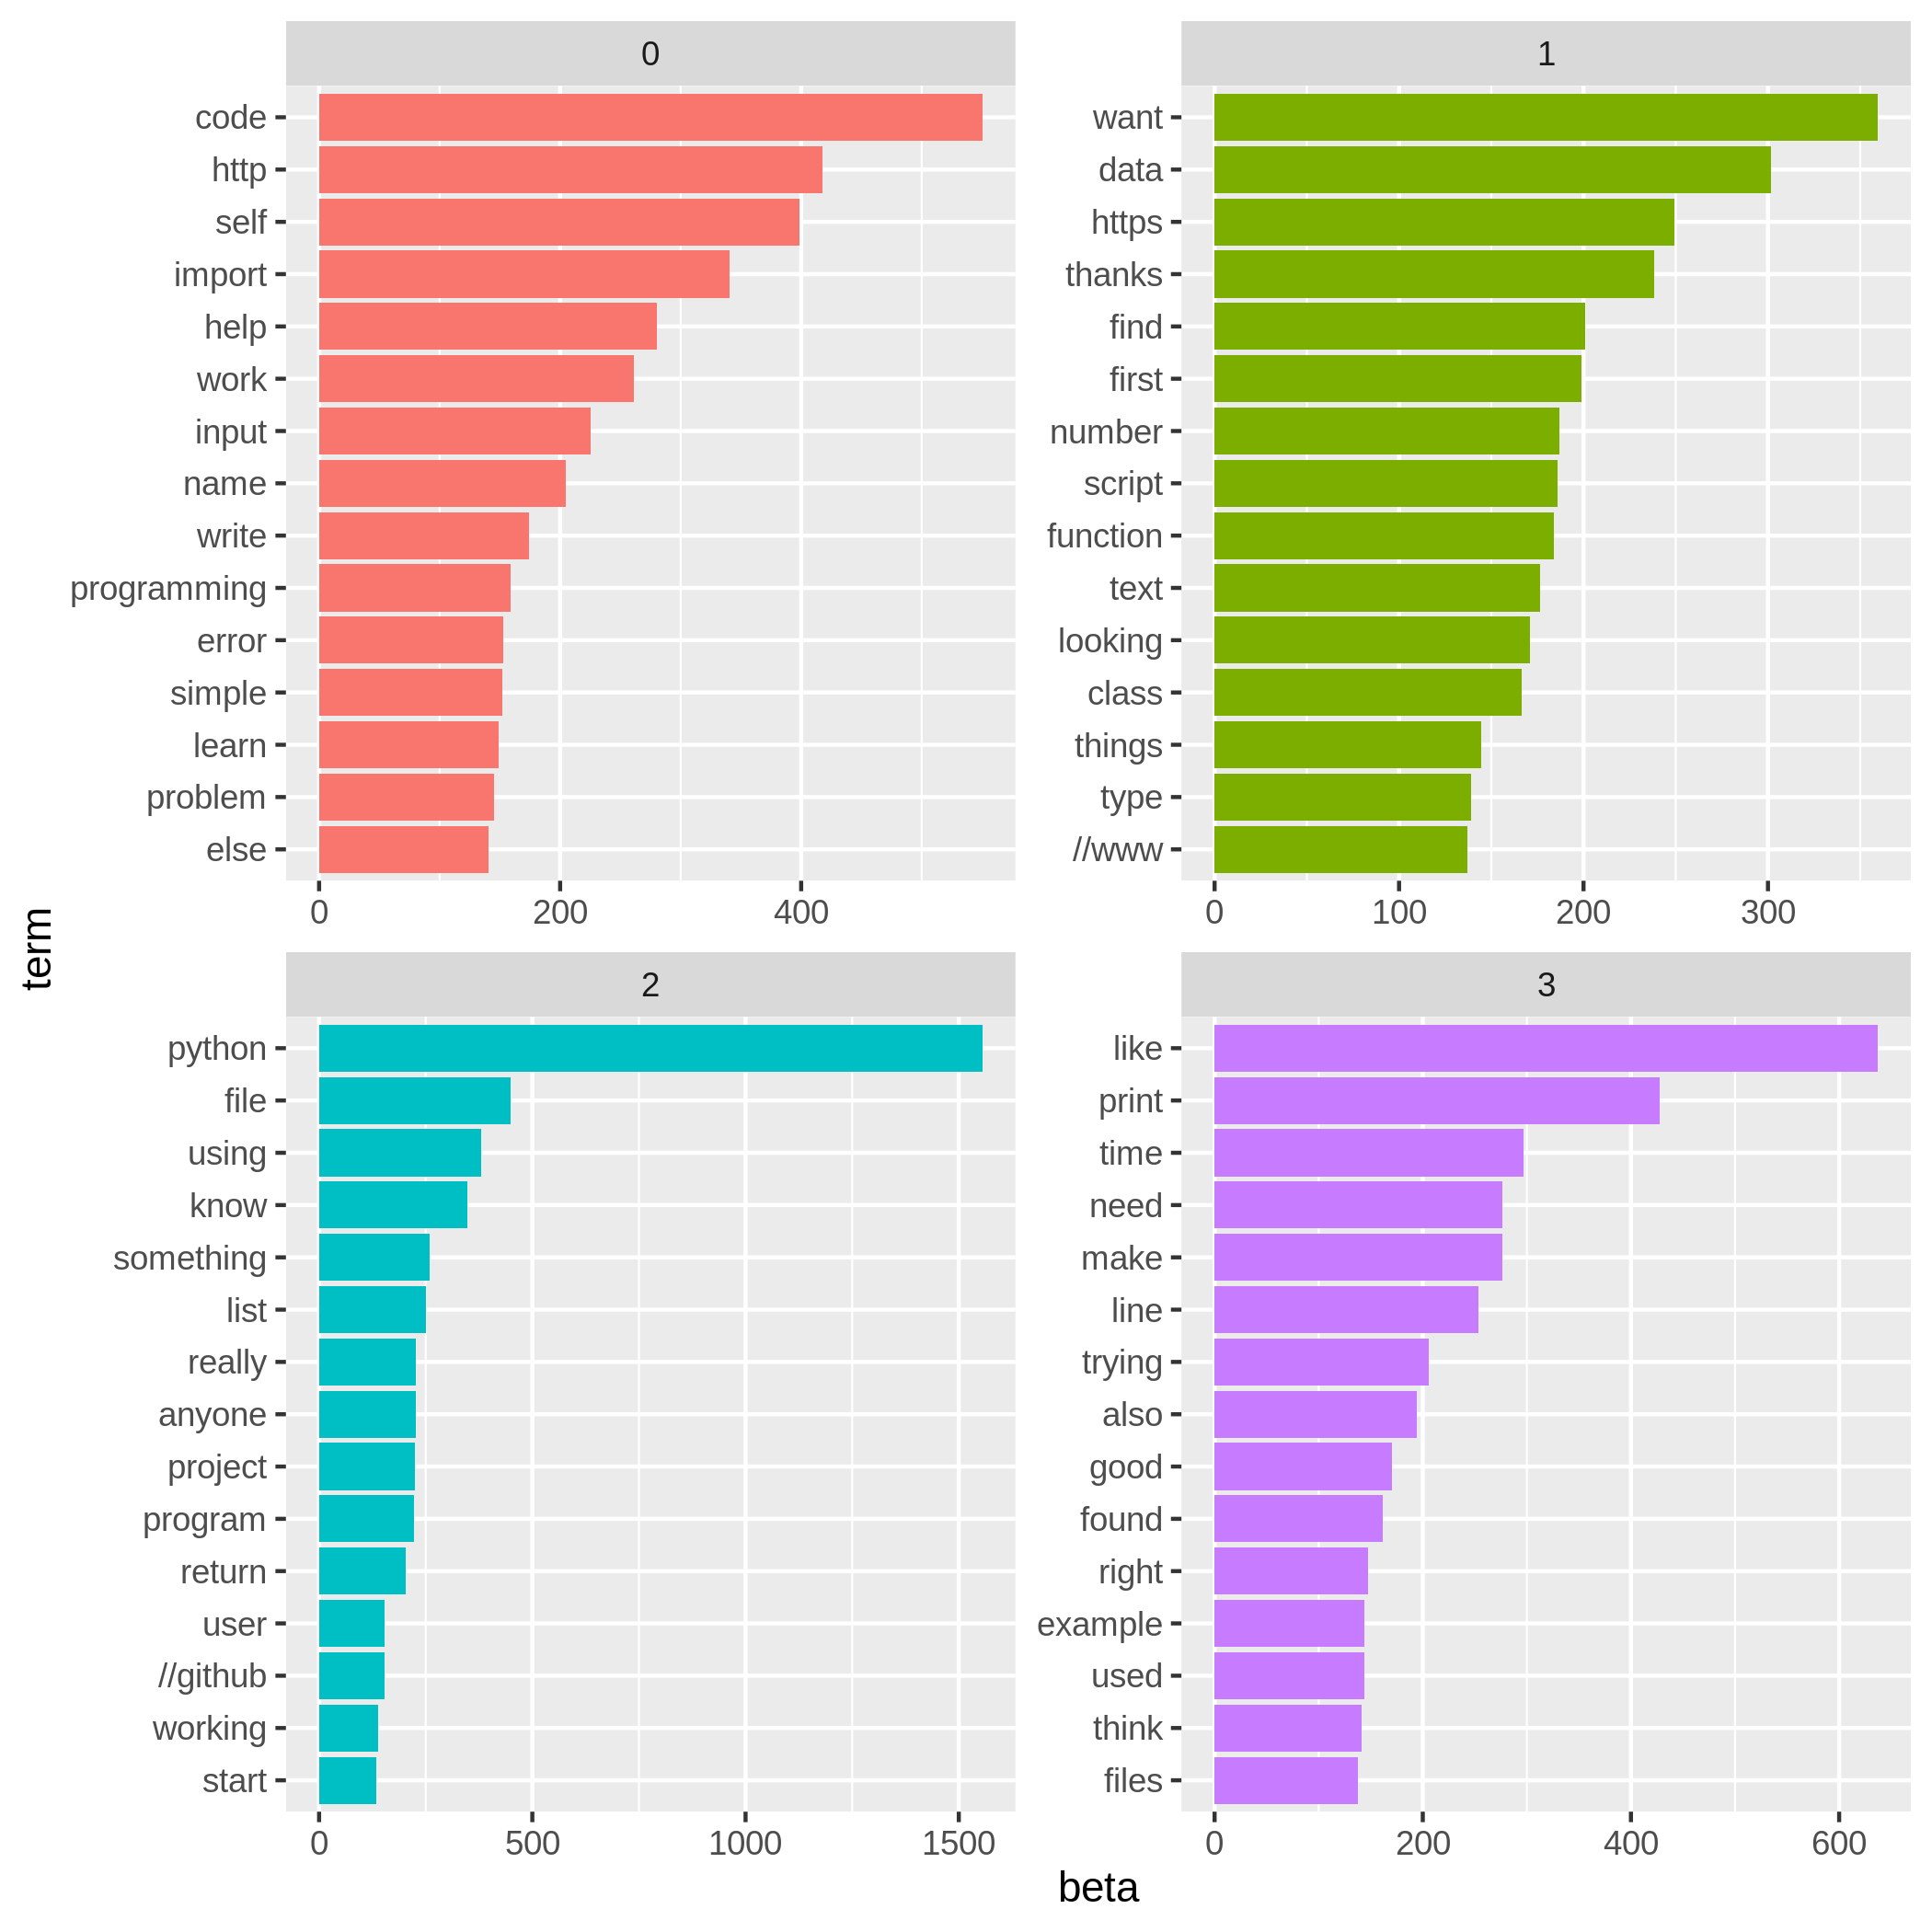 0
code
http
self
import
help
work
input
name
write
programming
error
simple
learn
problem
else
0 200 400
1
want
data
https
thanks
find
first
number
script
function
text
looking
class
things
type
//www
0 100 200 300
2
python
file
using
know
something
list
really
anyone
project
program
return
user
//github
working
start
0 500 1000 1500
3
like
print
time
need
make
line
trying
also
good
found
right
example
used
think
files
0 200 400 600
term
beta